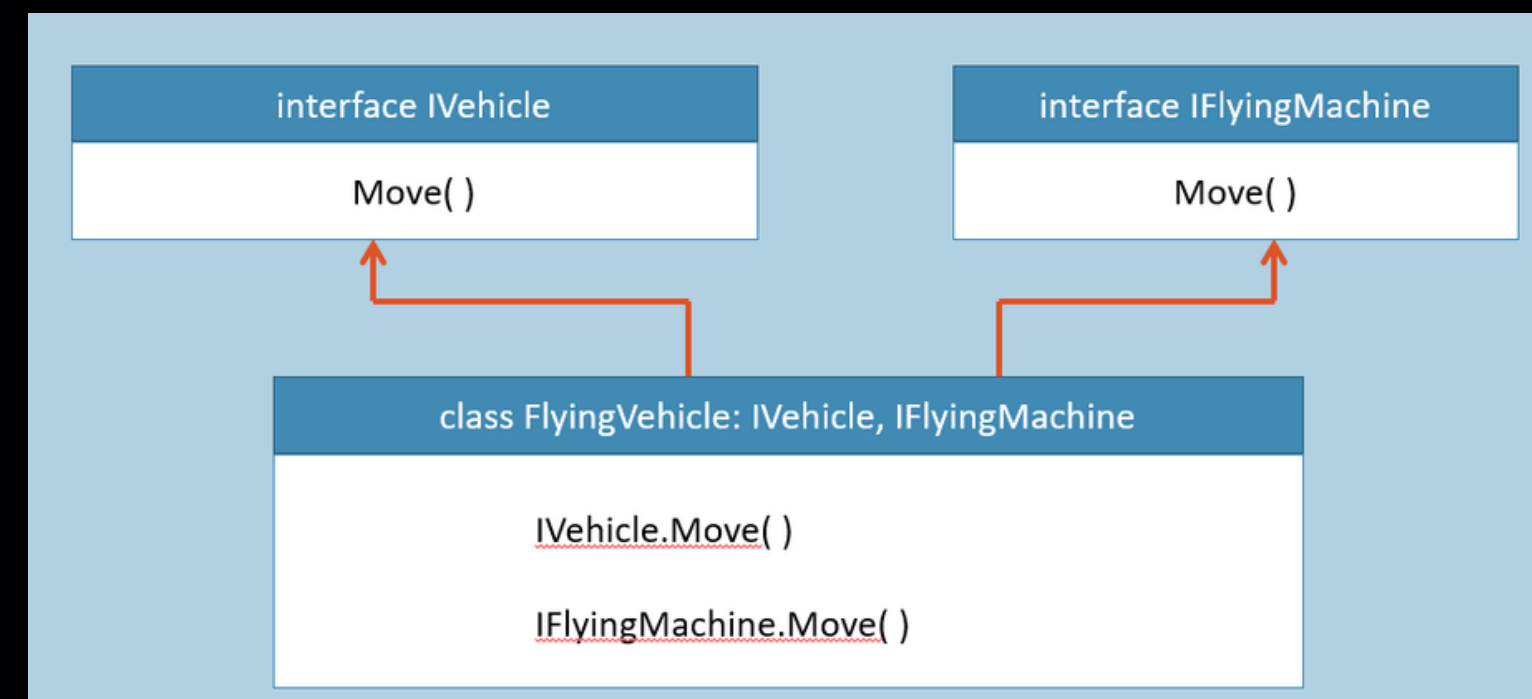 interface IVehicle
Move( )
interface IFlyingMachine
Move( )
class FlyingVehicle: IVehicle, IFlyingMachine
IVehicle.Move( )
IFlyingMachine.Move( )